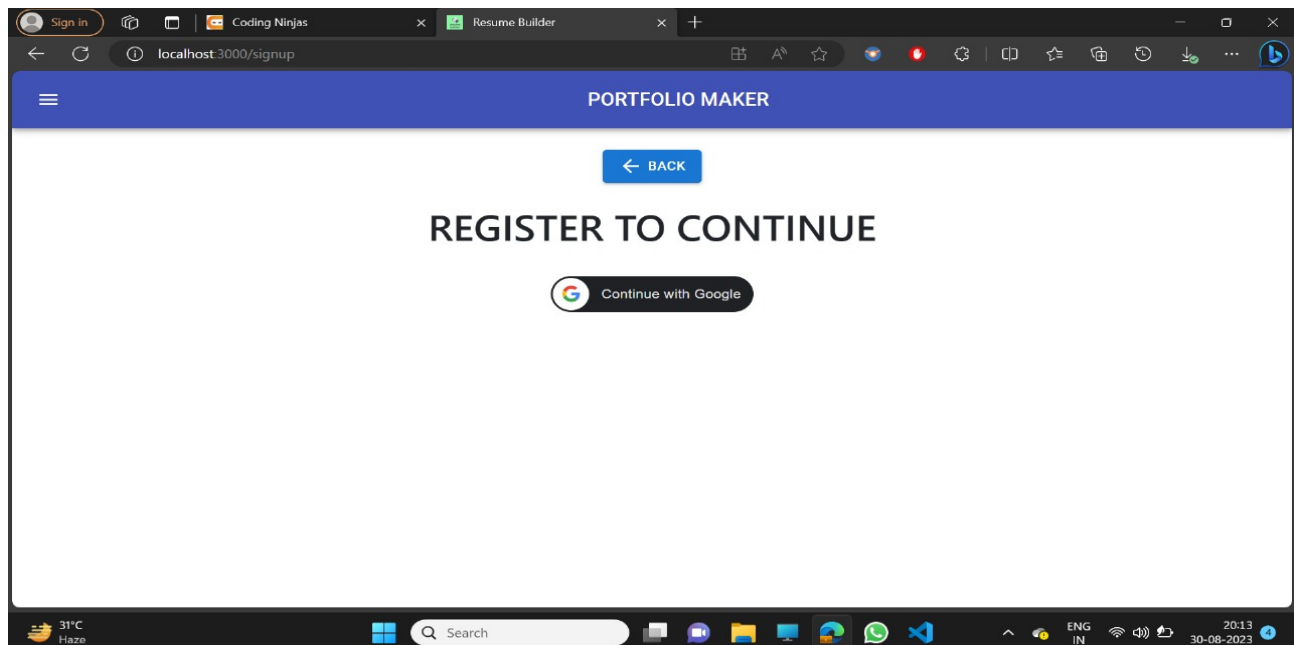 Sign in
Coding Ninjas
Resume Builder
localhost:3000/signup
PORTFOLIO MAKER
BACK
REGISTER TO CONTINUE
Continue with Google
31°C
Haze
Search
ENG
IN
20:13
30-08-2023
4